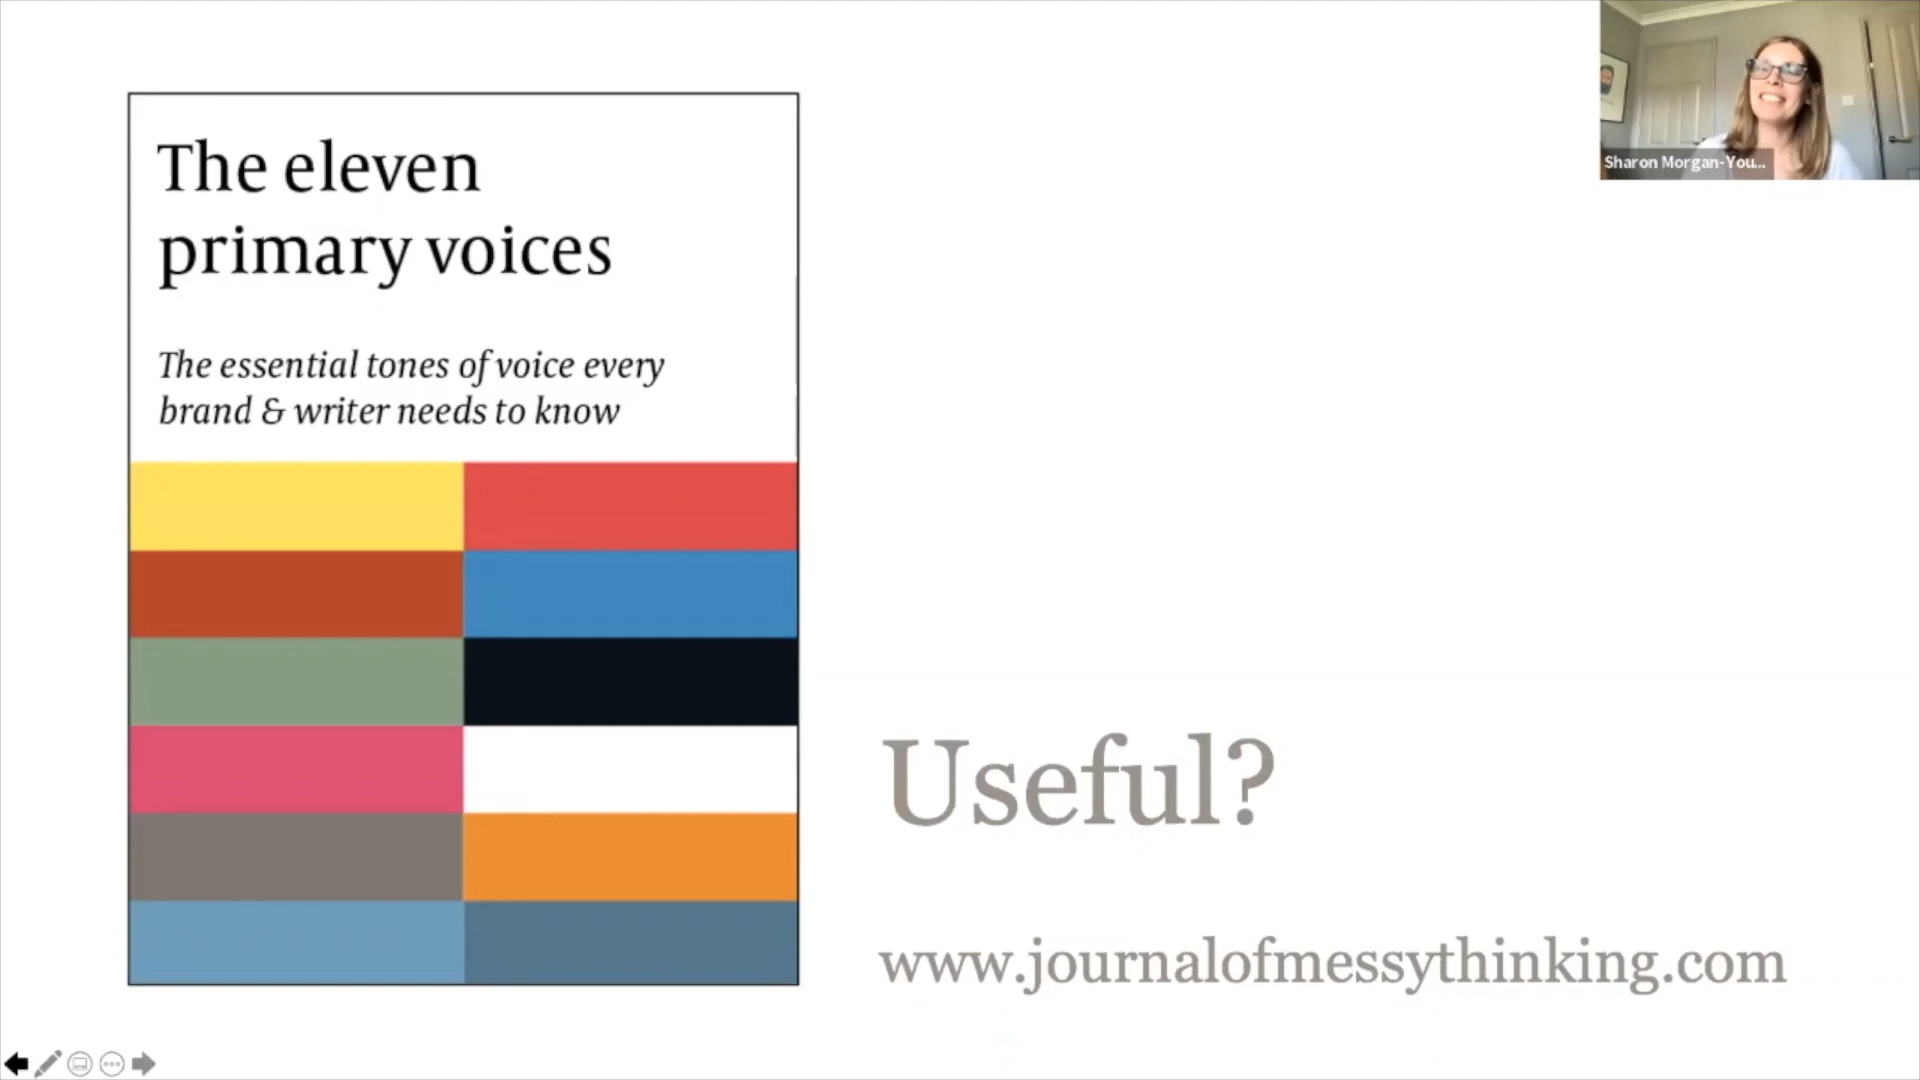 The eleven
primary voices
The essential tones of voice every
brand & writer needs to know
Sharon Morgan-You...
Useful?
www.journalofmessythinking.com